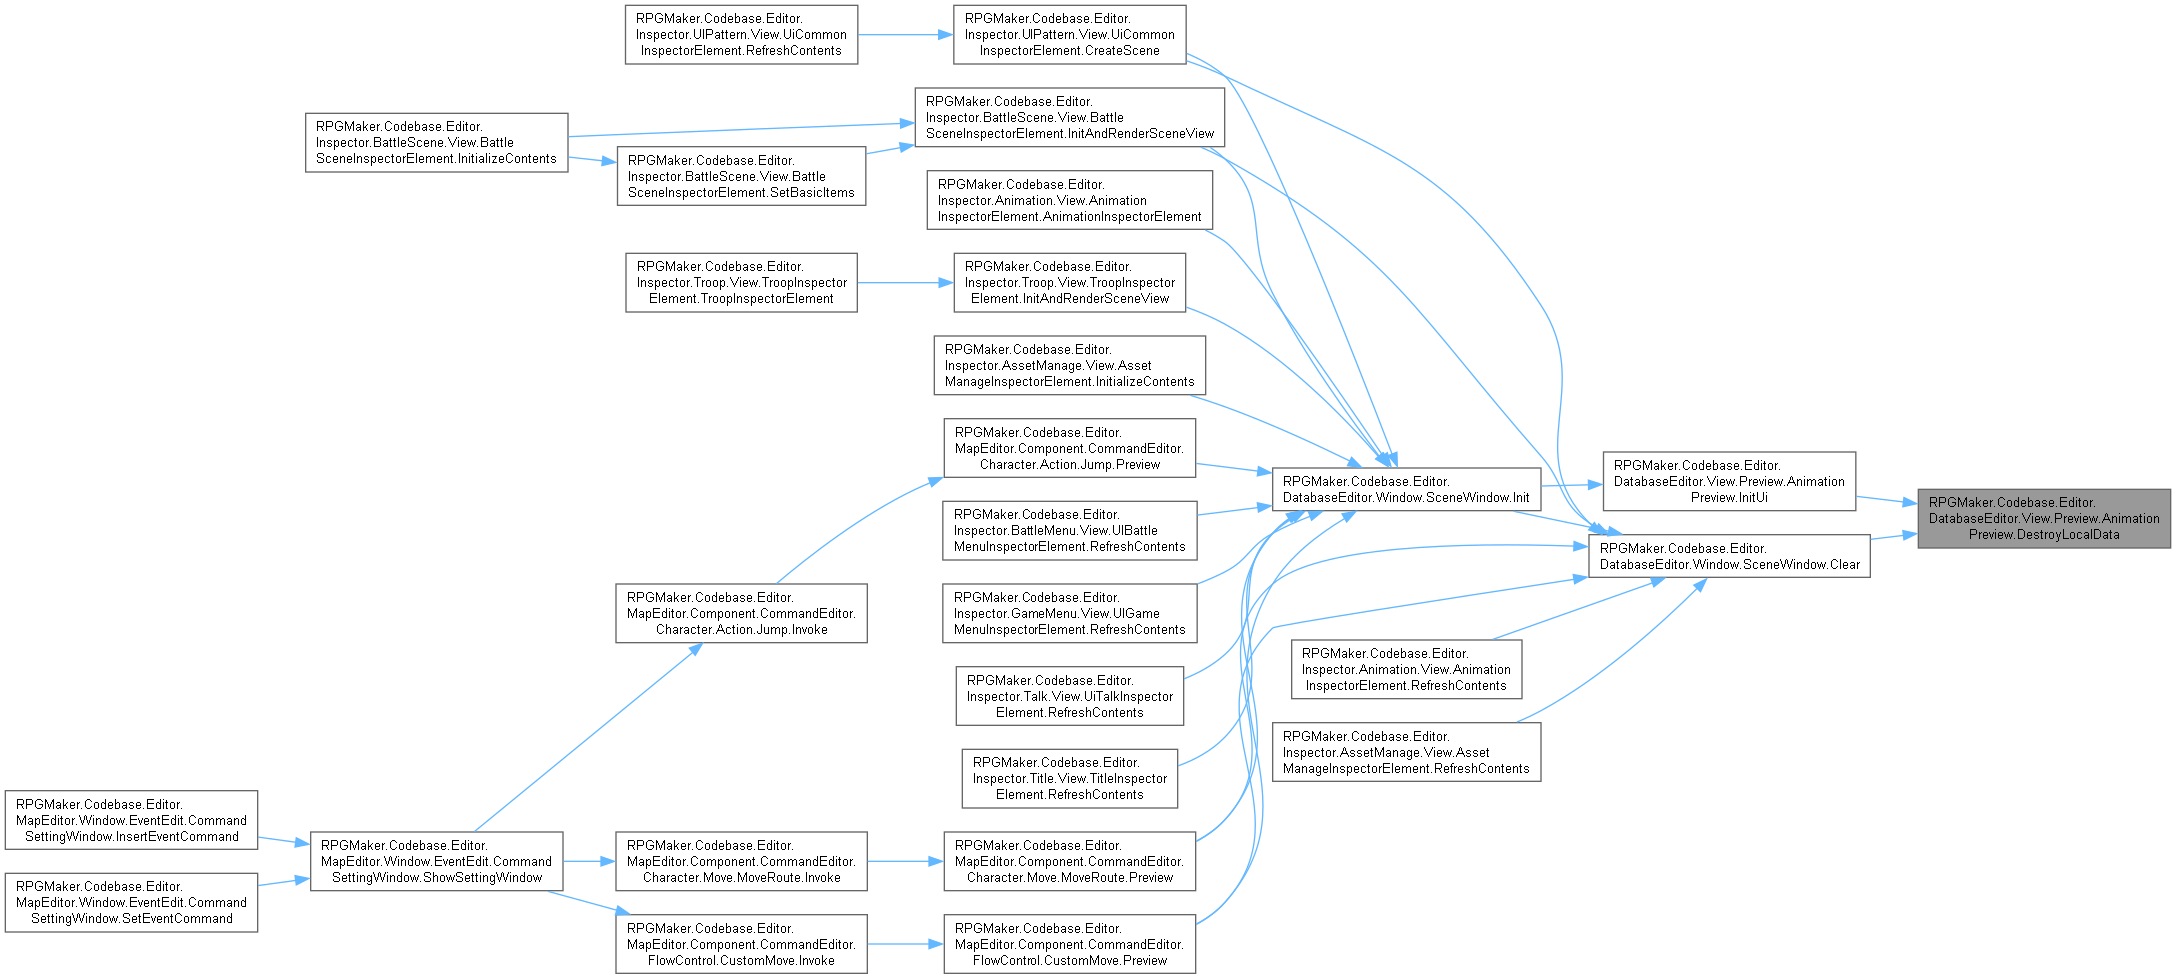 RPGMaker.Codebase.Editor.
Inspector.UIPattern.View.UiCommon
InspectorElement.RefreshContents
RPGMaker.Codebase.Editor.
Inspector.UIPattern.View.UiCommon
InspectorElement.CreateScene
RPGMaker.Codebase.Editor.
Inspector.BattleScene.View.Battle
SceneInspectorElement.InitAndRenderSceneView
RPGMaker.Codebase.Editor.
Inspector.BattleScene.View.Battle
SceneInspectorElement.InitializeContents
RPGMaker.Codebase.Editor.
Inspector.BattleScene.View.Battle
SceneInspectorElement.SetBasicItems
RPGMaker.Codebase.Editor.
Inspector.Animation.View.Animation
InspectorElement.AnimationInspectorElement
RPGMaker.Codebase.Editor.
Inspector.Troop.View.TroopInspector
Element.TroopInspectorElement
RPGMaker.Codebase.Editor.
Inspector.Troop.View.TroopInspector
Element.InitAndRenderSceneView
RPGMaker.Codebase.Editor.
Inspector.AssetManage.View.Asset
ManageInspectorElement.InitializeContents
RPGMaker.Codebase.Editor.
MapEditor.Component.CommandEditor.
Character.Action.Jump.Preview
RPGMaker.Codebase.Editor.
DatabaseEditor.Window.SceneWindow.Init
RPGMaker.Codebase.Editor.
DatabaseEditor.View.Preview.Animation
Preview.InitUi
RPGMaker.Codebase.Editor.
DatabaseEditor.View.Preview.Animation
Preview.DestroyLocalData
RPGMaker.Codebase.Editor.
Inspector.BattleMenu.View.UIBattle
MenuInspectorElement.RefreshContents
RPGMaker.Codebase.Editor.
DatabaseEditor.Window.SceneWindow.Clear
RPGMaker.Codebase.Editor.
MapEditor.Component.CommandEditor.
Character.Action.Jump.Invoke
RPGMaker.Codebase.Editor.
Inspector.GameMenu.View.UIGame
MenuInspectorElement.RefreshContents
RPGMaker.Codebase.Editor.
Inspector.Animation.View.Animation
InspectorElement.RefreshContents
RPGMaker.Codebase.Editor.
Inspector.Talk.View.UiTalkInspector
Element.RefreshContents
RPGMaker.Codebase.Editor.
Inspector.AssetManage.View.Asset
ManageInspectorElement.RefreshContents
RPGMaker.Codebase.Editor.
Inspector.Title.View.TitleInspector
Element.RefreshContents
RPGMaker.Codebase.Editor.
MapEditor.Window.EventEdit.Command
SettingWindow.InsertEventCommand
RPGMaker.Codebase.Editor.
MapEditor.Window.EventEdit.Command
SettingWindow.ShowSettingWindow
RPGMaker.Codebase.Editor.
MapEditor.Component.CommandEditor.
Character.Move.MoveRoute.Invoke
RPGMaker.Codebase.Editor.
MapEditor.Component.CommandEditor.
Character.Move.MoveRoute.Preview
RPGMaker.Codebase.Editor.
MapEditor.Window.EventEdit.Command
SettingWindow.SetEventCommand
RPGMaker.Codebase.Editor.
MapEditor.Component.CommandEditor.
FlowControl.CustomMove.Invoke
RPGMaker.Codebase.Editor.
MapEditor.Component.CommandEditor.
FlowControl.CustomMove.Preview